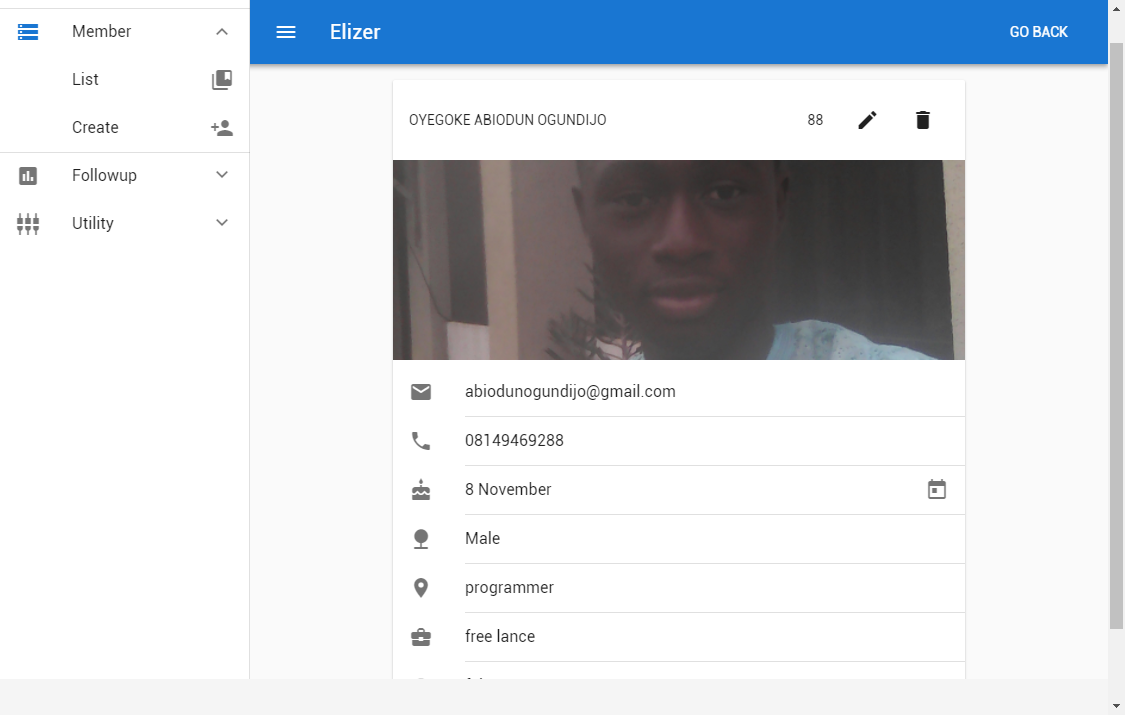 Member
List
Create
Followup
Utility
Elizer
GO BACK
OYEGOKE ABIODUN OGUNDIJO
88
abiodunogundijo@gmail.com
08149469288
8 November
Male
programmer
free lance